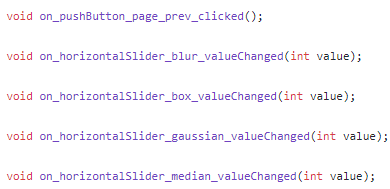 void on_pushButton_page_prev_clicked();
void on_horizontalSlider_blur_valueChanged(int value);
void on_horizontalSlider_box_valueChanged(int value);
void on_horizontalSlider_gaussian_valueChanged(int value);
void on_horizontalSlider_median_valueChanged(int value);